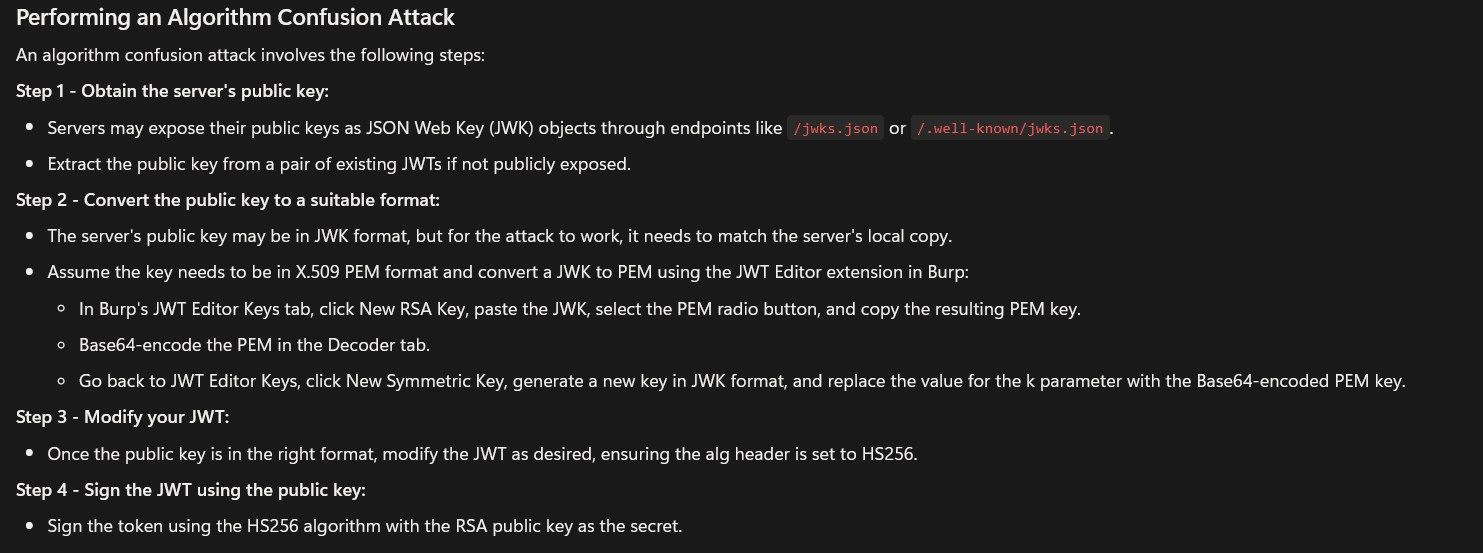 Performing an Algorithm Confusion Attack
An algorithm confusion attack involves the following steps:
Step 1 - Obtain the server's public key:
Servers may expose their public keys as JSON Web Key (JWK) objects through endpoints like /jwks.json or /.well-known/jwks.json.
Extract the public key from a pair of existing JWTs if not publicly exposed.
Step 2 - Convert the public key to a suitable format:
The server's public key may be in JWK format, but for the attack to work, it needs to match the server's local copy.
Assume the key needs to be in X.509 PEM format and convert a JWK to PEM using the JWT Editor extension in Burp:
In Burp's JWT Editor Keys tab, click New RSA Key, paste the JWK, select the PEM radio button, and copy the resulting PEM key.
Base64-encode the PEM in the Decoder tab.
Go back to JWT Editor Keys, click New Symmetric Key, generate a new key in JWK format, and replace the value for the k parameter with the Base64-encoded PEM key.
Step 3 - Modify your JWT:
Once the public key is in the right format, modify the JWT as desired, ensuring the alg header is set to HS256.
Step 4 - Sign the JWT using the public key:
Sign the token using the HS256 algorithm with the RSA public key as the secret.